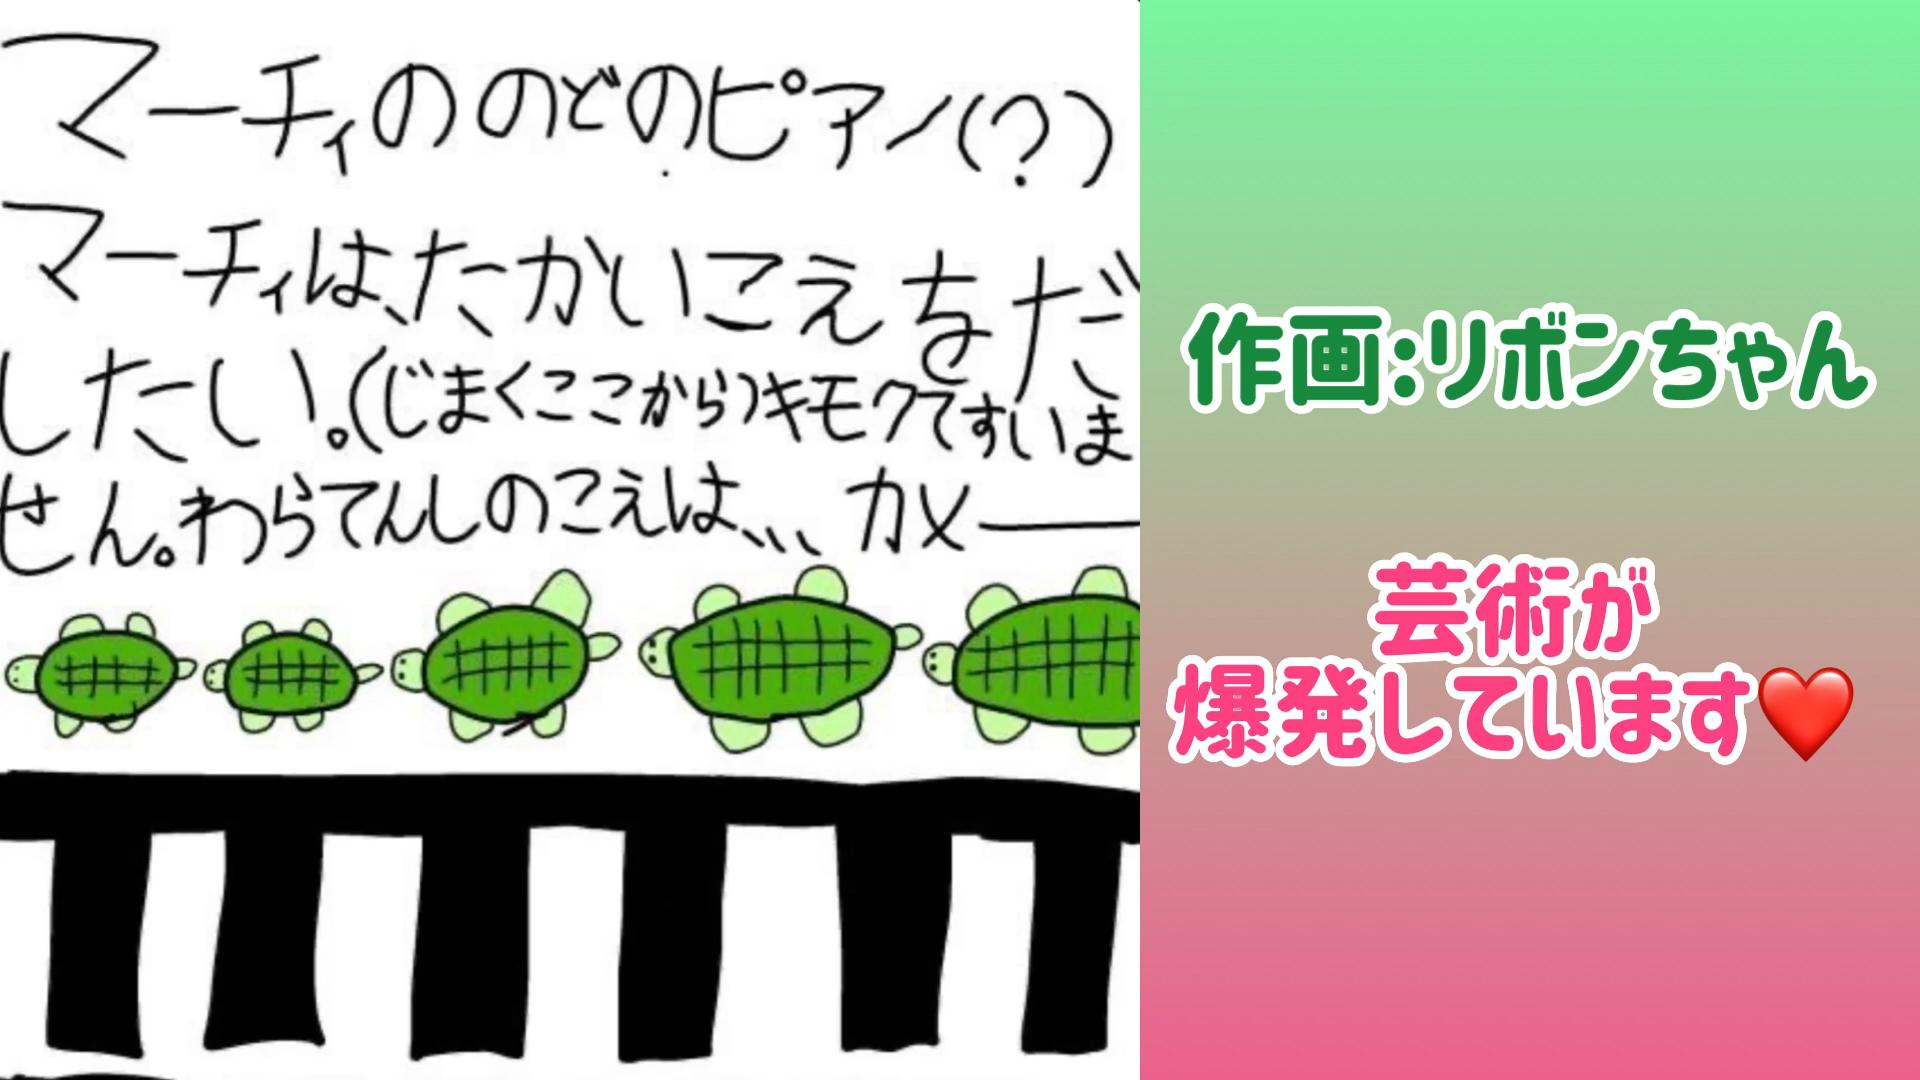 マーチィののどのピアノ(?)
マーチィは、たかいこえをだ
したい。(じまくここから)キモクてすいま
せん。わらてんしのこえは、、、カメー
作画:リボンちゃん
芸術が
爆発しています❤️